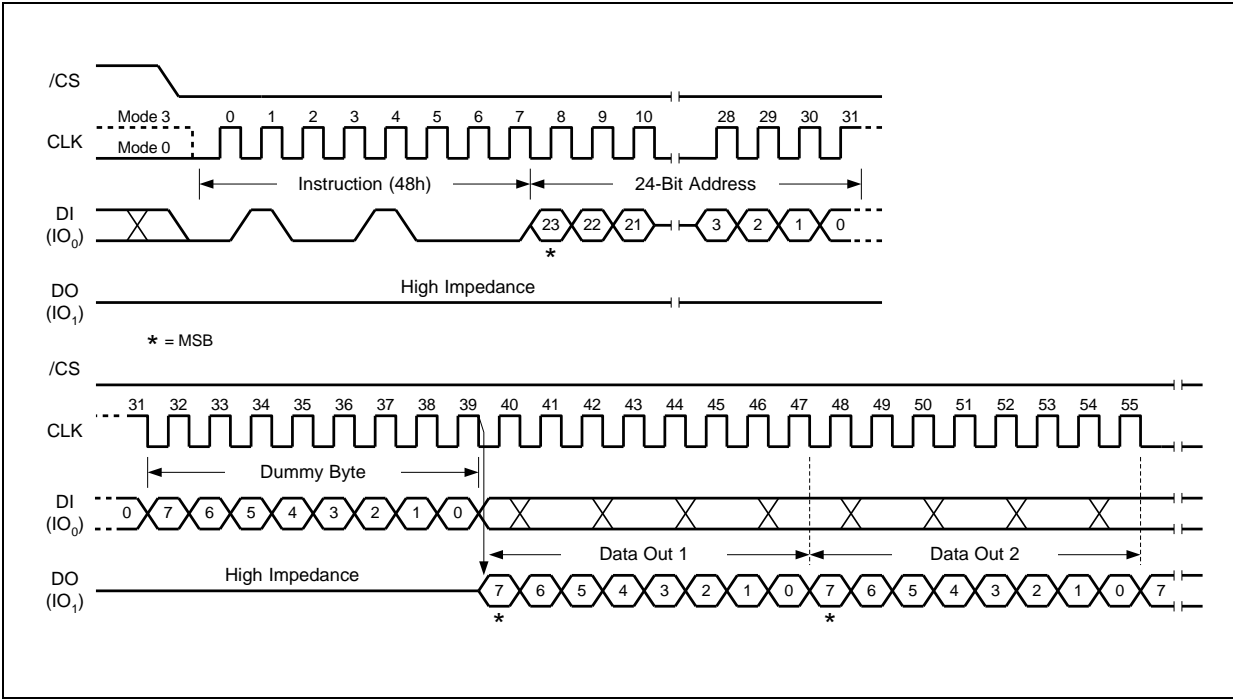 /CS
Mode 3 0 1 2 3 4 5 6 7 8 9 10 28 29 30 31
CLK
Mode 0
Instruction (48h) 24-Bit Address
DI
(IO0) 23 22 21 3 2 1 0
*
DO High Impedance
(IO1)
* = MSB
/CS
31 32 33 34 35 36 37 38 39 40 41 42 43 44 45 46 47 48 49 50 51 52 53 54 55
CLK
Dummy Byte
DI
(IO0) 0 7 6 5 4 3 2 1 0
Data Out 1 Data Out 2
DO High Impedance
(IO1) 7 6 5 4 3 2 1 0 7 6 5 4 3 2 1 0 7
* *